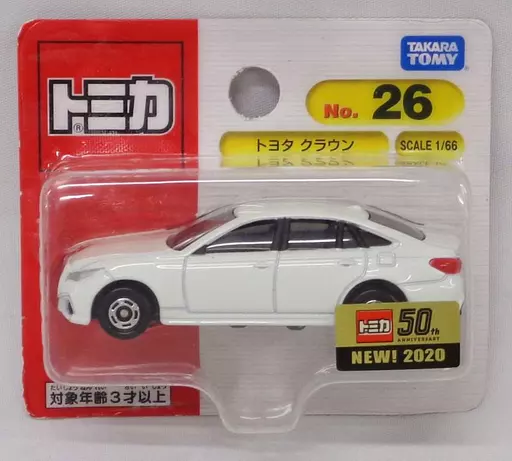 トミカ
®
TAKARA
TOMY
No. 26
トヨタ クラウン
SCALE 1/66
トミカ
50th
ANNIVERSARY
NEW! 2020
対象年齢3才以上